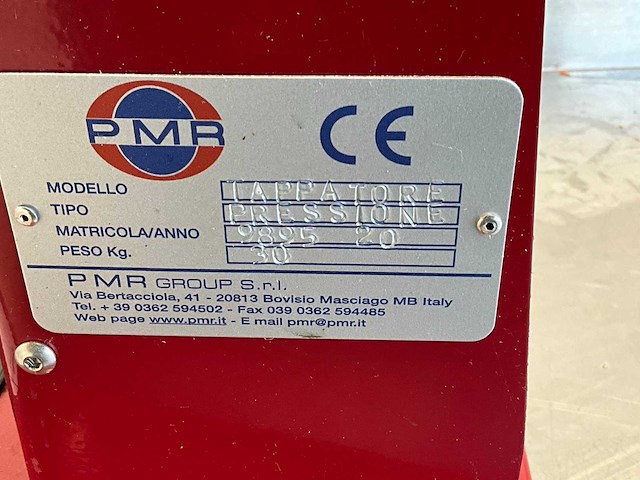 PMR CE
MODELLO TAPPATORE
TIPO PRESSIONE
MATRICOLA/ANNO 9895 20
PESO Kg. 30
PMR GROUP S.r.l.
Via Bertacciola, 41 - 20813 Bovisio Masciago MB Italy
Tel. + 39 0362 594502 - Fax 039 0362 594485
Web page www.pmr.it - E mail pmr@pmr.it